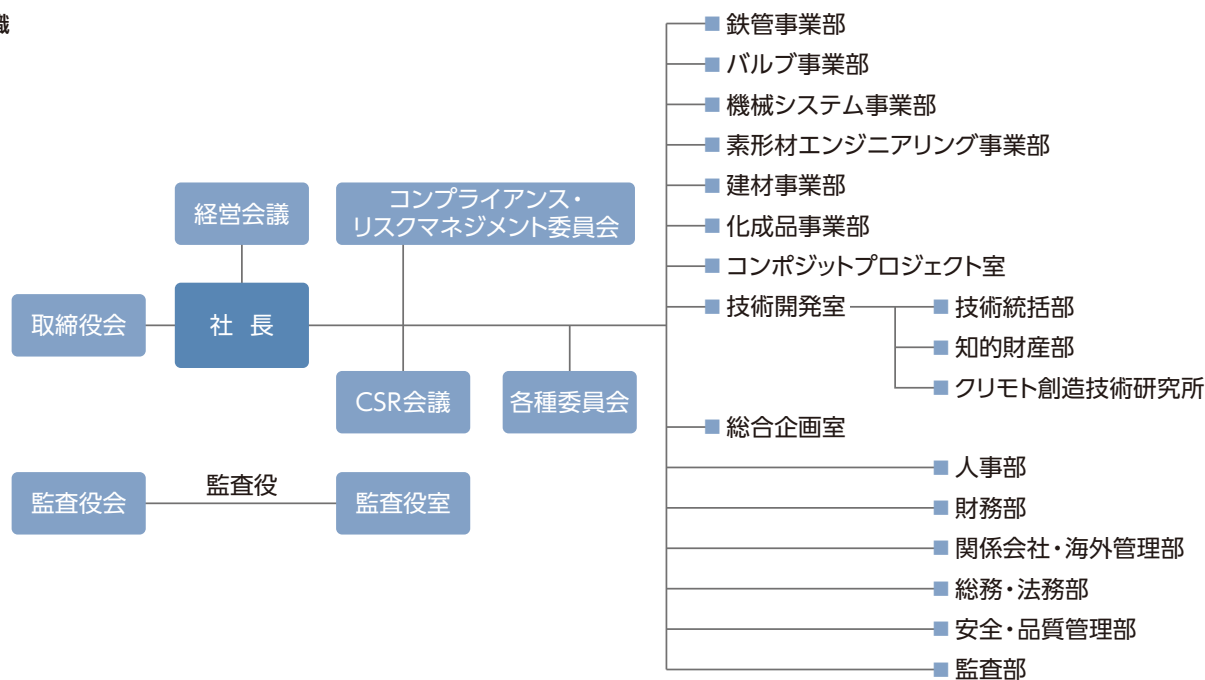 織
経営会議
コンプライアンス・
リスクマネジメント委員会
取締役会
社 長
CSR会議
各種委員会
監査役会
監査役
監査役室
鉄管事業部
バルブ事業部
機械システム事業部
素形材エンジニアリング事業部
建材事業部
化成品事業部
コンポジットプロジェクト室
技術開発室
技術統括部
知的財産部
クリモト創造技術研究所
総合企画室
人事部
財務部
関係会社・海外管理部
総務・法務部
安全・品質管理部
監査部